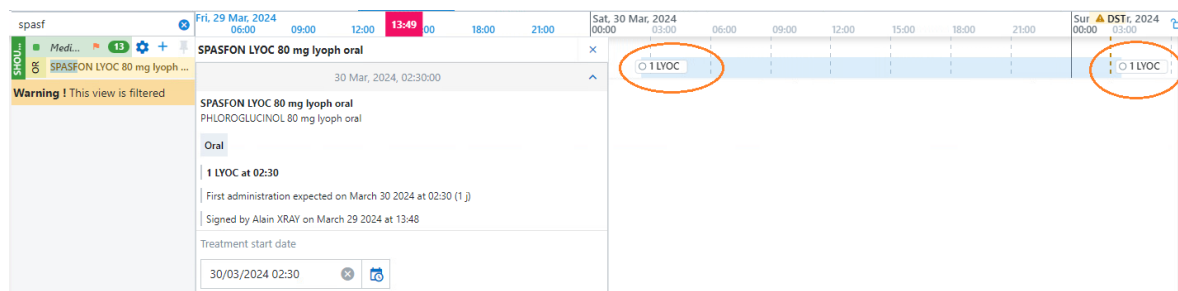 spasf
Fri, 29 Mar, 2024
06:00 09:00 12:00 13:49 00 18:00 21:00
Sat, 30 Mar, 2024
00:00 03:00 06:00 09:00 12:00 15:00 18:00 21:00
Sur DSTr, 2024
00:00 03:00
SHOU...
Medi... 13
OR
SPASFON LYOC 80 mg lyoph ...
Warning ! This view is filtered
SPASFON LYOC 80 mg lyoph oral
30 Mar, 2024, 02:30:00
SPASFON LYOC 80 mg lyoph oral
PHLOROGLUCINOL 80 mg lyoph oral
Oral
1 LYOC at 02:30
First administration expected on March 30 2024 at 02:30 (1 j)
Signed by Alain XRAY on March 29 2024 at 13:48
Treatment start date
30/03/2024 02:30
1 LYOC
1 LYOC